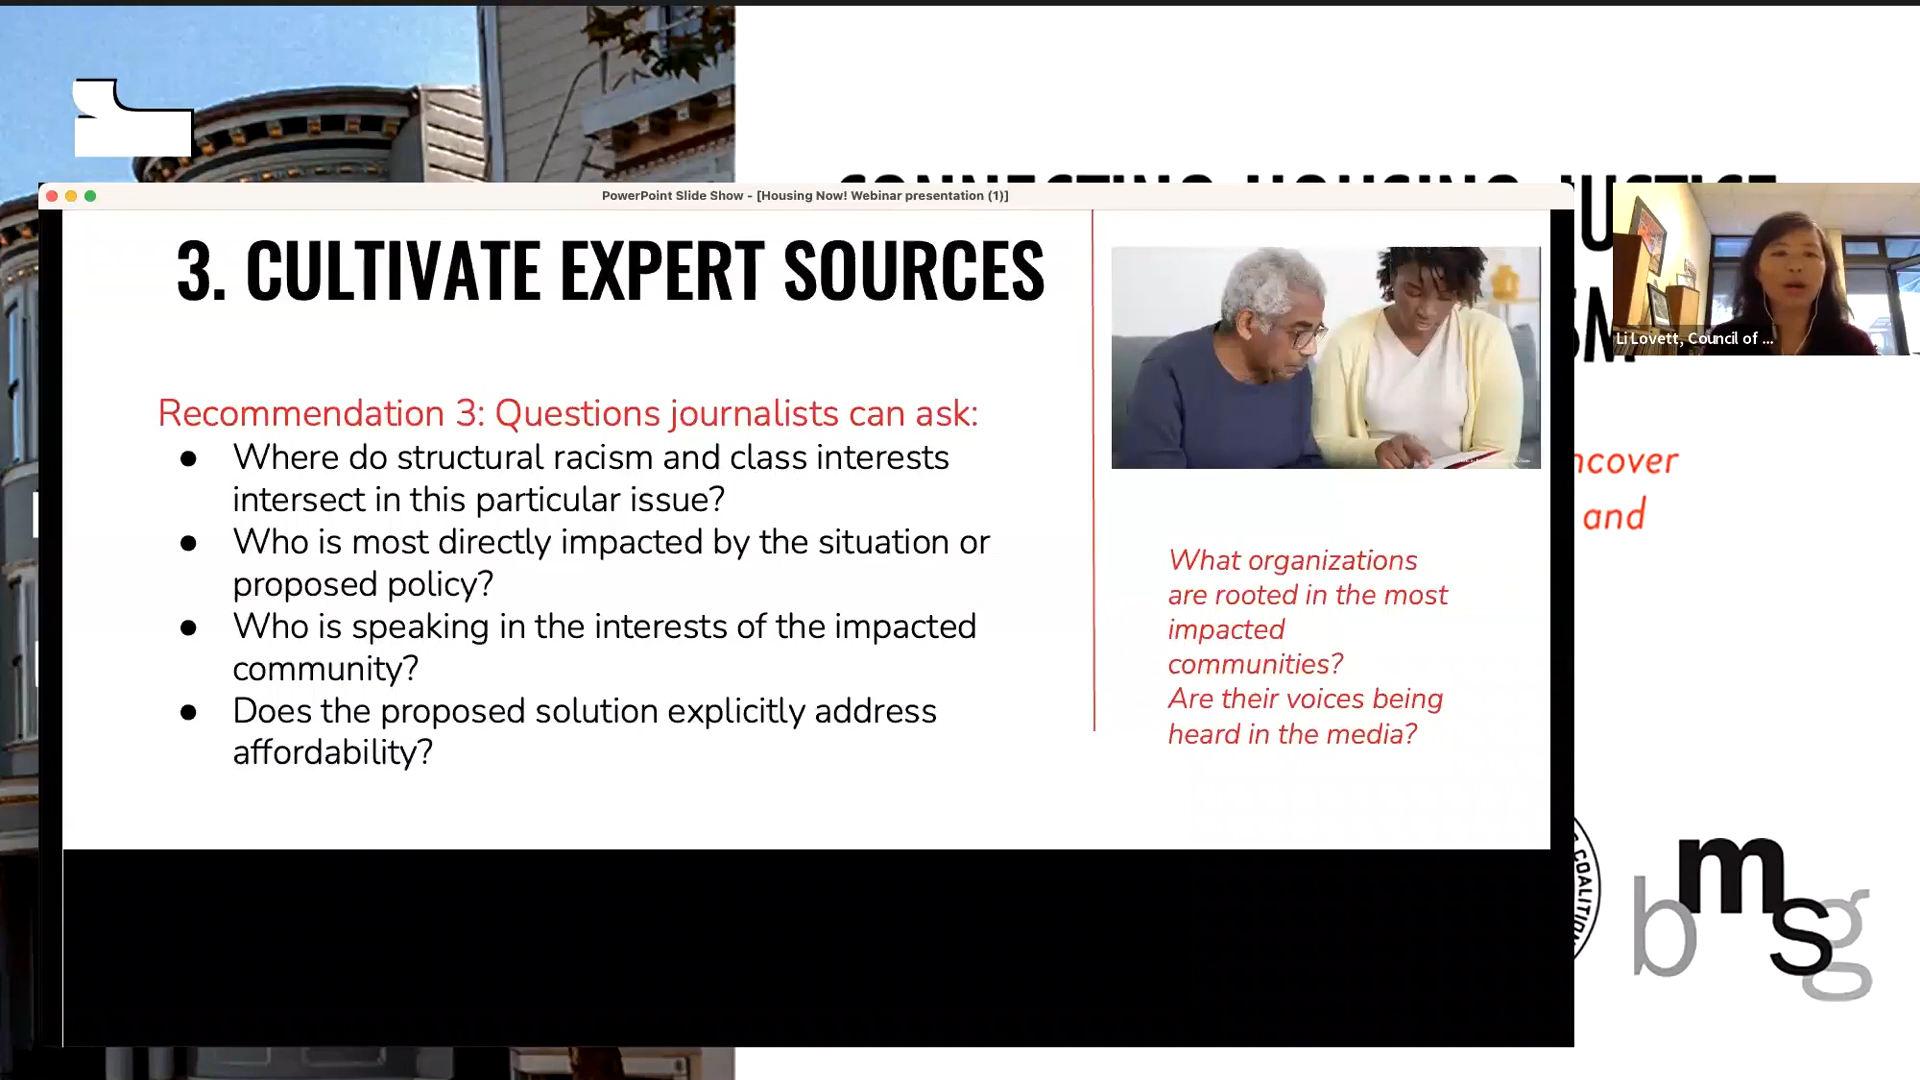 PowerPoint Slide Show - [Housing Now! Webinar presentation (1)]
3. CULTIVATE EXPERT SOURCES
Recommendation 3: Questions journalists can ask:
● Where do structural racism and class interests
intersect in this particular issue?
● Who is most directly impacted by the situation or
proposed policy?
● Who is speaking in the interests of the impacted
community?
● Does the proposed solution explicitly address
affordability?
What organizations
are rooted in the most
impacted
communities?
Are their voices being
heard in the media?
CONNECTING HOUSING JUSTICE
Li Lovett, Council of ...
ncover
and
COALITION
bmsg